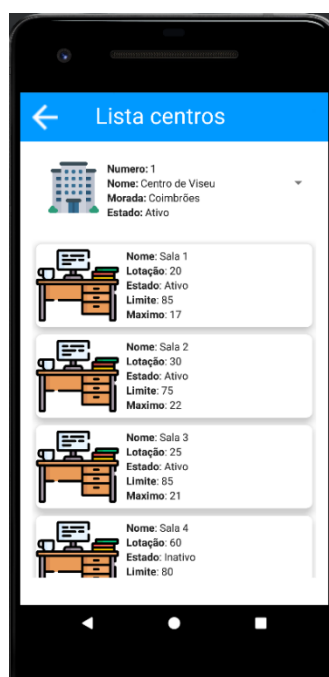 Lista centros
Numero: 1
Nome: Centro de Viseu
Morada: Coimbrões
Estado: Ativo
Nome: Sala 1
Lotação: 20
Estado: Ativo
Limite: 85
Maximo: 17
Nome: Sala 2
Lotação: 30
Estado: Ativo
Limite: 75
Maximo: 22
Nome: Sala 3
Lotação: 25
Estado: Ativo
Limite: 85
Maximo: 21
Nome: Sala 4
Lotação: 60
Estado: Inativo
Limite: 80